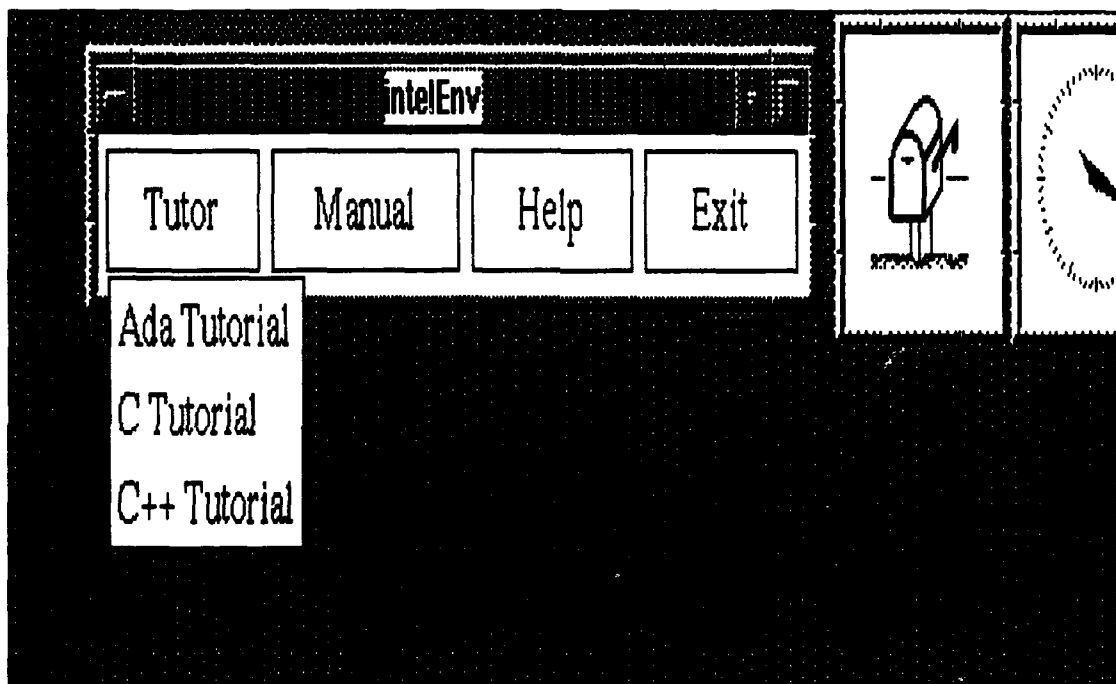 intelEnv
Tutor Manual Help Exit
Ada Tutorial
C Tutorial
C++ Tutorial